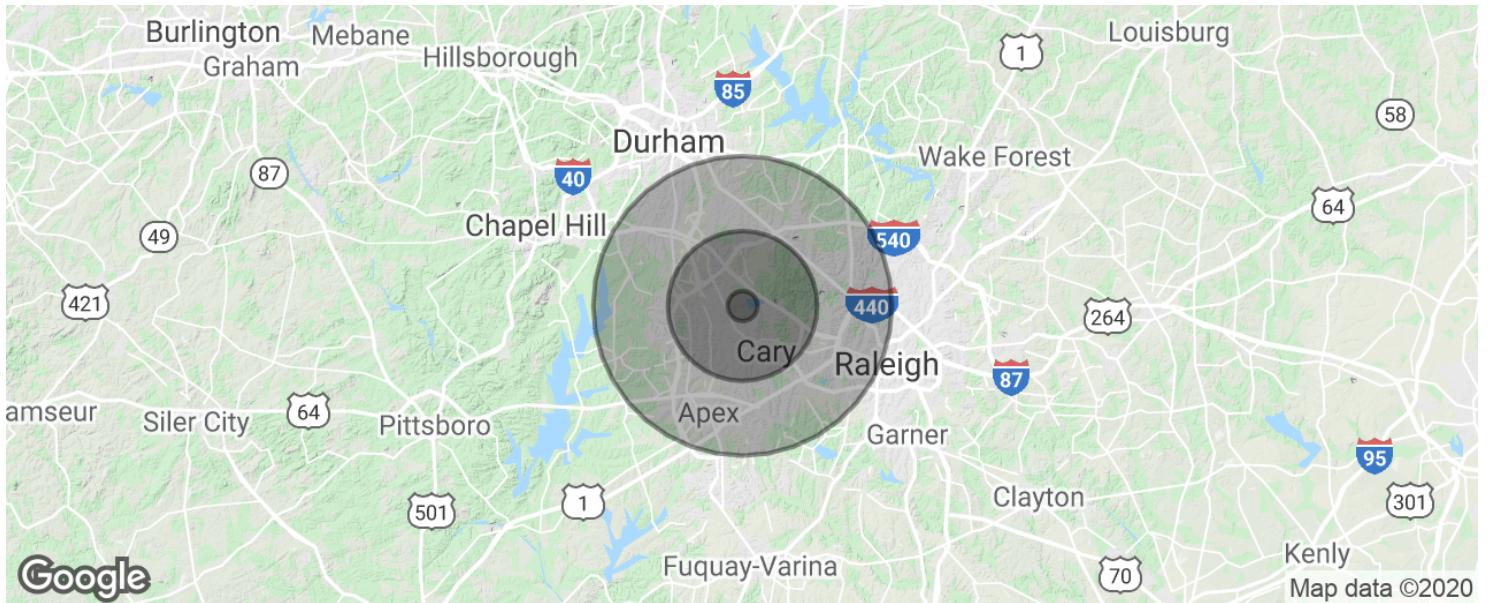 Burlington
Mebane
Graham
Hillsborough
85
1
Louisburg
58
Durham
Wake Forest
87
40
64
Chapel Hill
49
540
421
440
264
Cary
Raleigh
87
amseur
Siler City
64
Pittsboro
Apex
Garner
95
501
1
Clayton
301
Fuquay-Varina
70
Kenly
Google
Map data ©2020